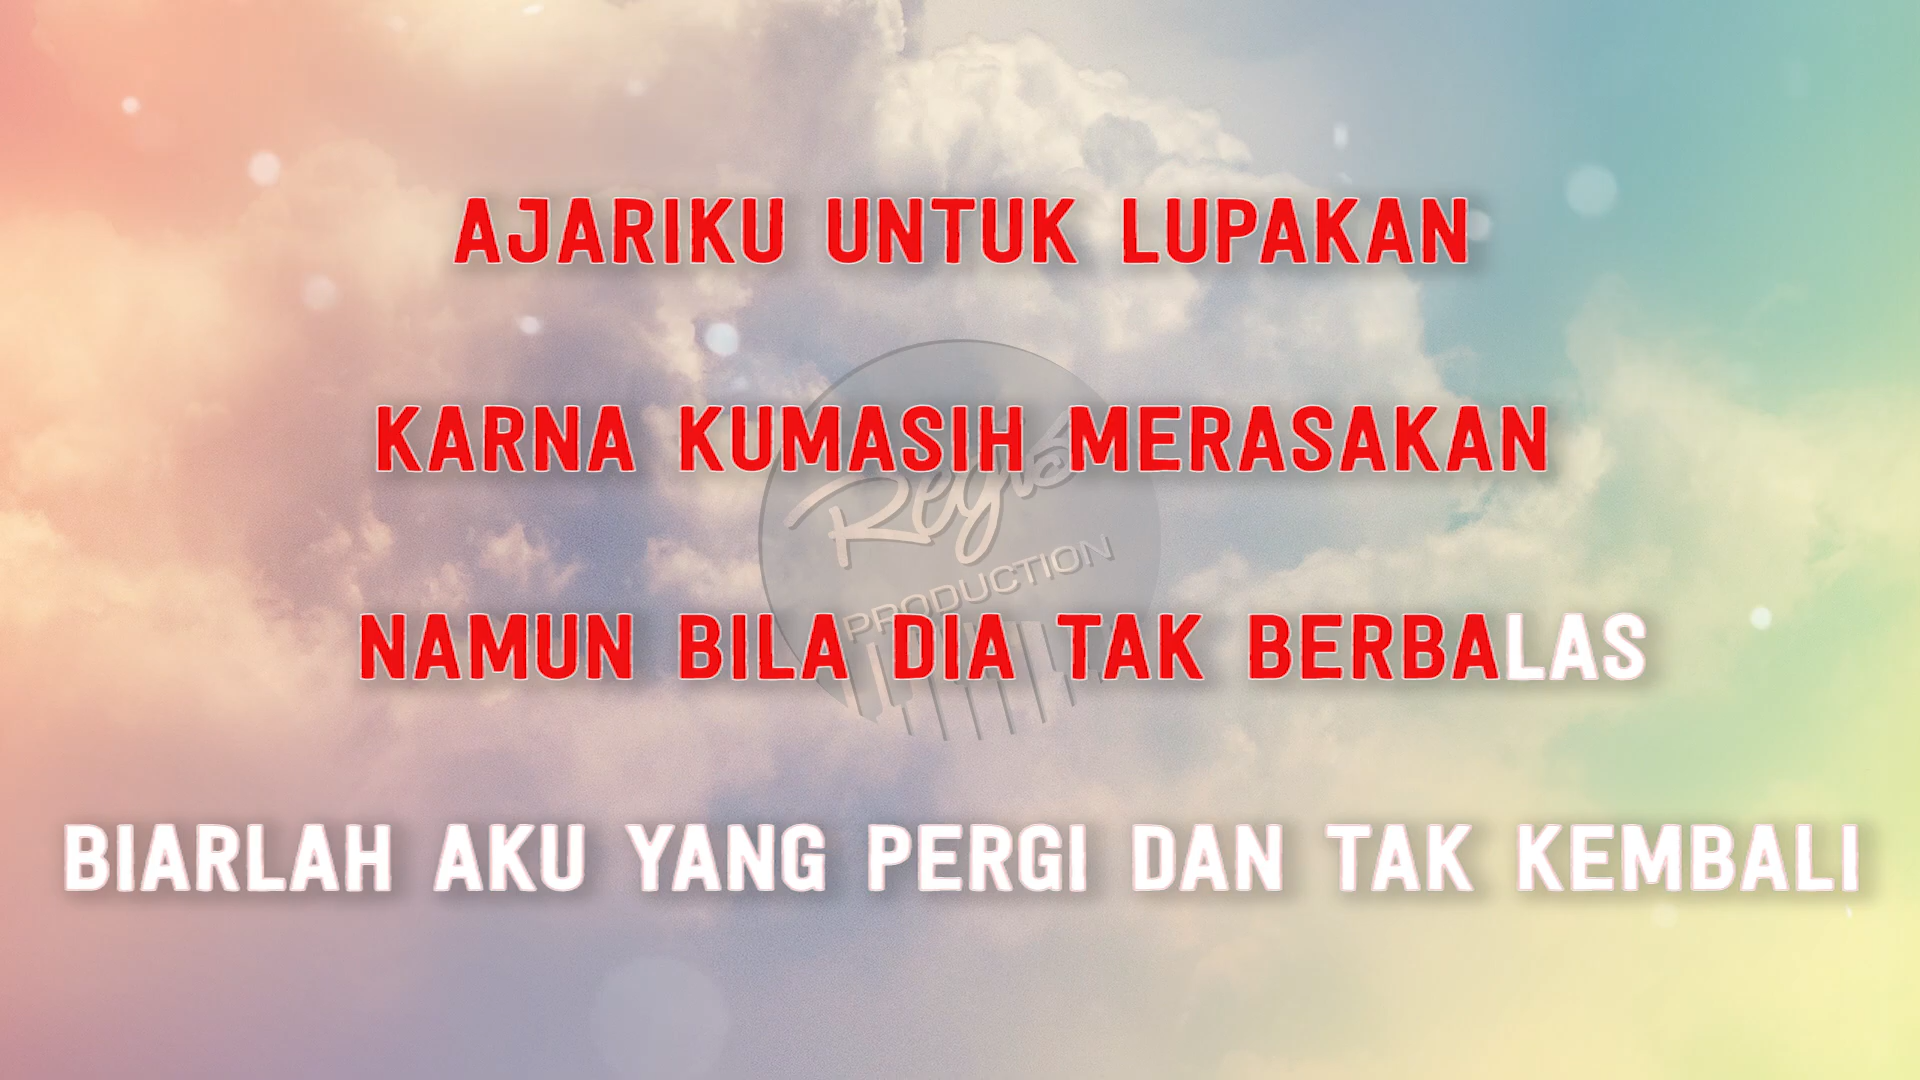 AJARIKU UNTUK LUPAKAN
KARNA KUMASIH MERASAKAN
Regis
PRODUCTION
NAMUN BILA DIA TAK BERBALAS
BIARLAH AKU YANG PERGI DAN TAK KEMBALI